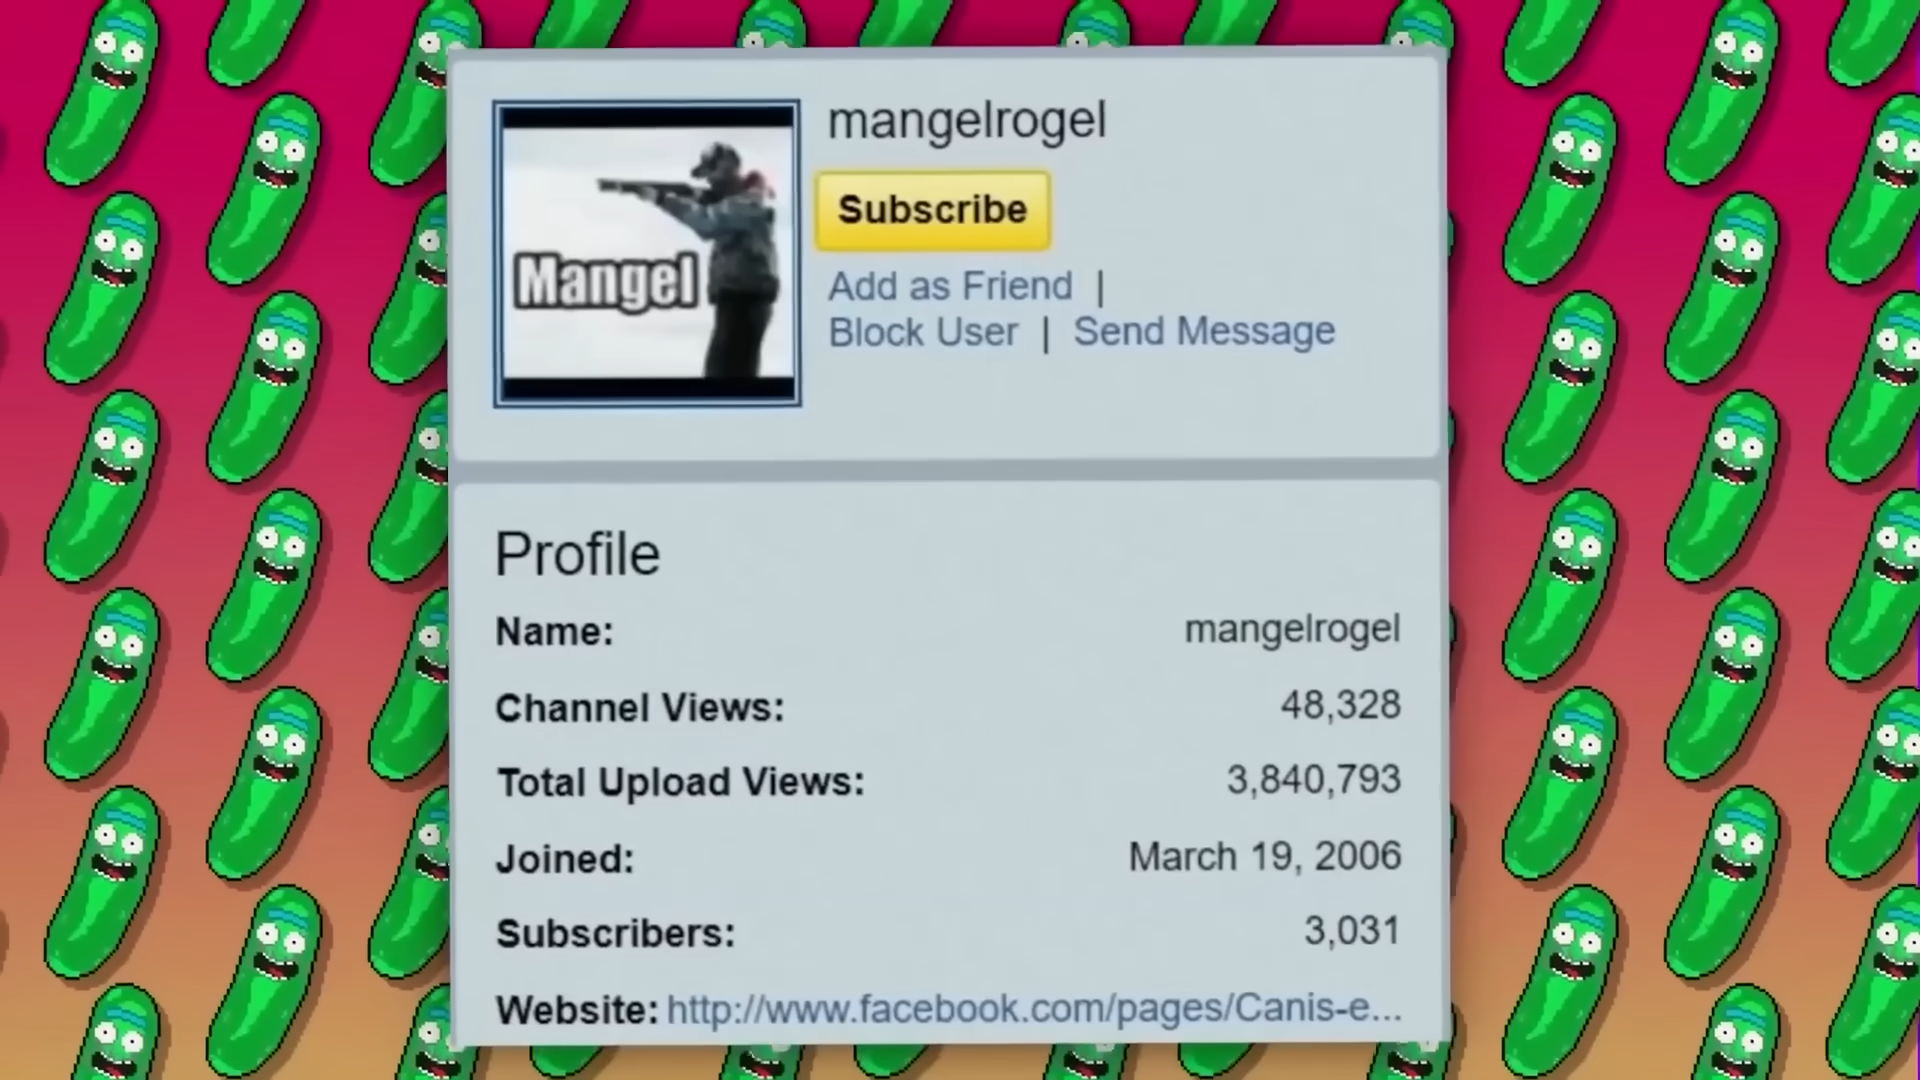 mangelrogel
Subscribe
Mangel
Add as Friend |
Block User | Send Message
Profile
Name: mangelrogel
Channel Views: 48,328
Total Upload Views: 3,840,793
Joined: March 19, 2006
Subscribers: 3,031
Website: http://www.facebook.com/pages/Canis-e...